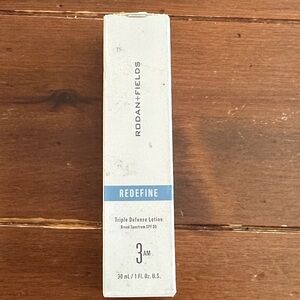 RODAN+FIELDS
REDEFINE
Triple Defense Lotion
Broad Spectrum SPF 30
3 AM
30 mL / 1 Fl. Oz. U.S.